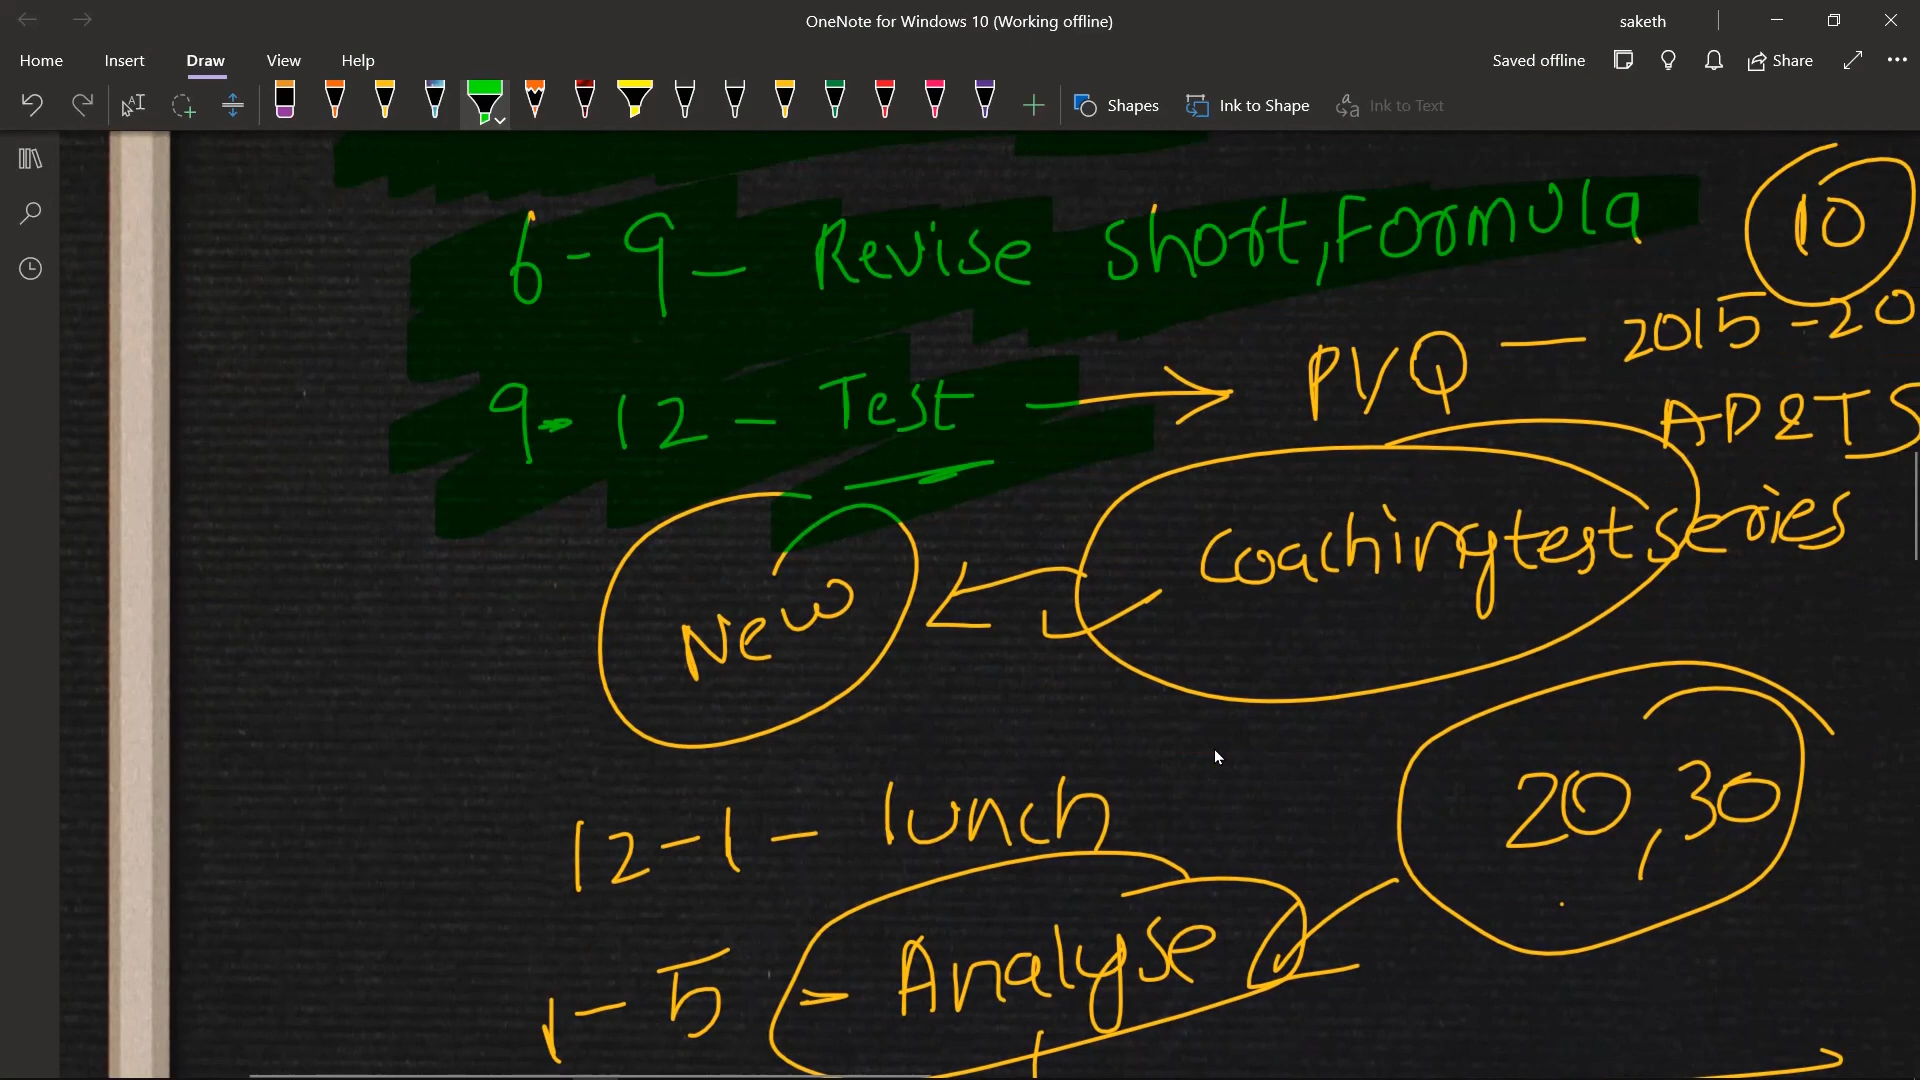 OneNote for Windows 10 (Working offline)
saketh
Home Insert Draw View Help
Saved offline
Share
Shapes
Ink to Shape
Ink to Text
10
6-9- Revise short, Formula
2015-20
9-12- Test
PYQ
AD2TS
Coaching test series
New
20,30
12-1- lunch
1-5 - Analyse